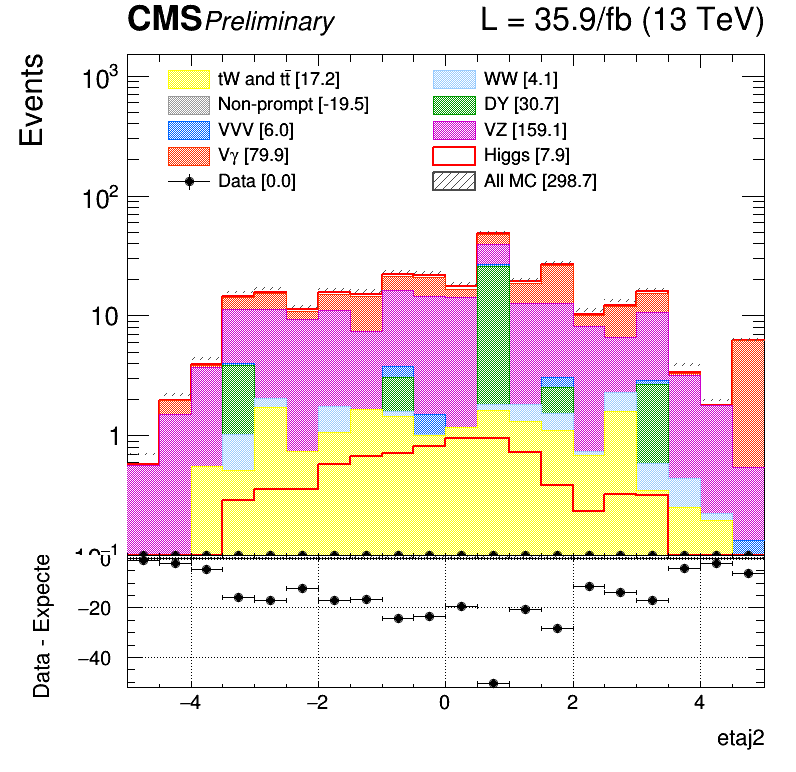 CMS Preliminary L = 35.9/fb (13 TeV)
Events
10³
10²
10
1
tW and tt̄ [17.2]
Non-prompt [-19.5]
VVV [6.0]
Vγ [79.9]
Data [0.0]
WW [4.1]
DY [30.7]
VZ [159.1]
Higgs [7.9]
All MC [298.7]
Data - Expecte
0
−20
−40
−4 −2 0 2 4
etaj2